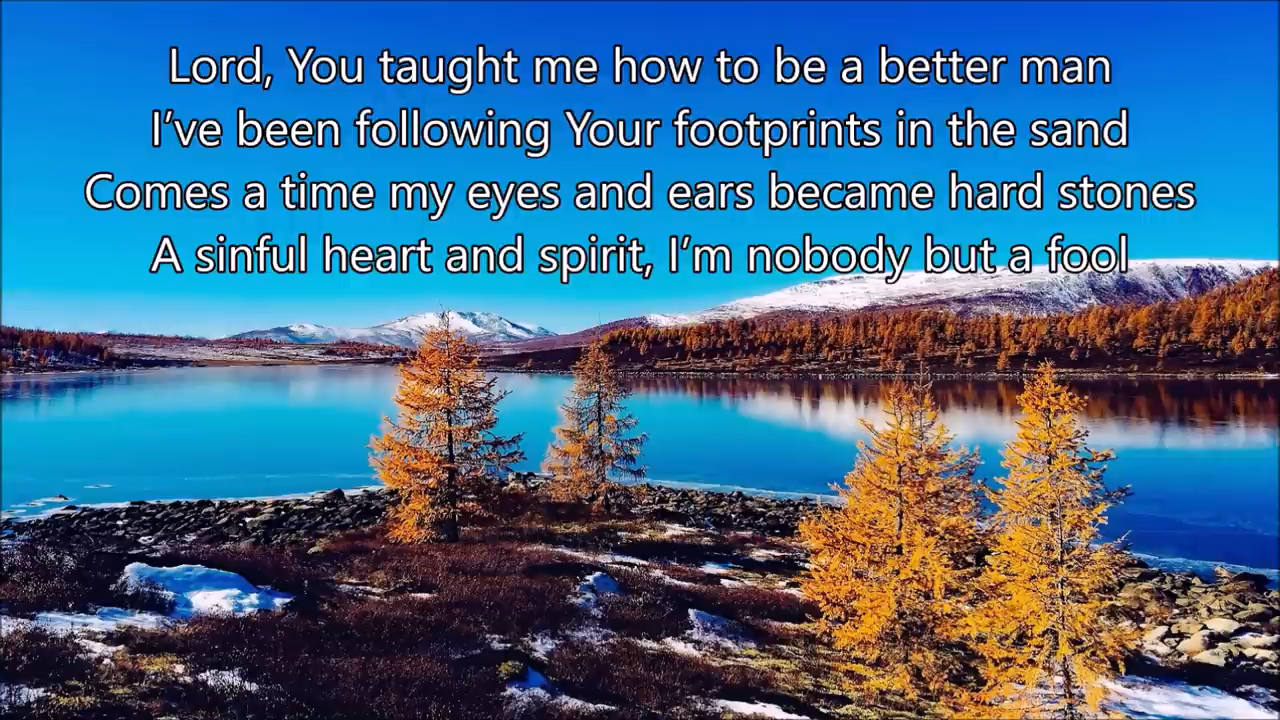 Lord, You taught me how to be a better man
I’ve been following Your footprints in the sand
Comes a time my eyes and ears became hard stones
A sinful heart and spirit, I’m nobody but a fool